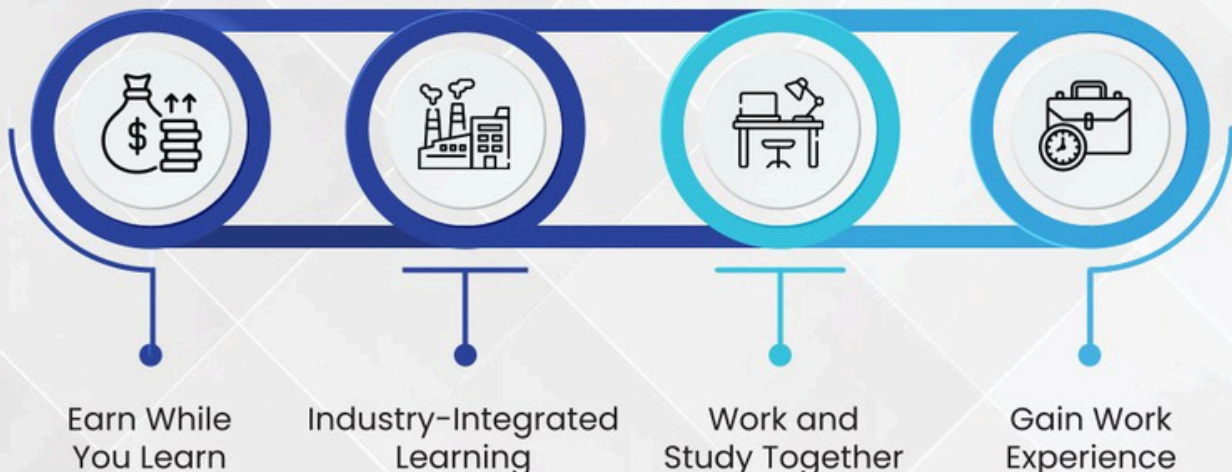 $
Earn While
You Learn
Industry-Integrated
Learning
Work and
Study Together
Gain Work
Experience